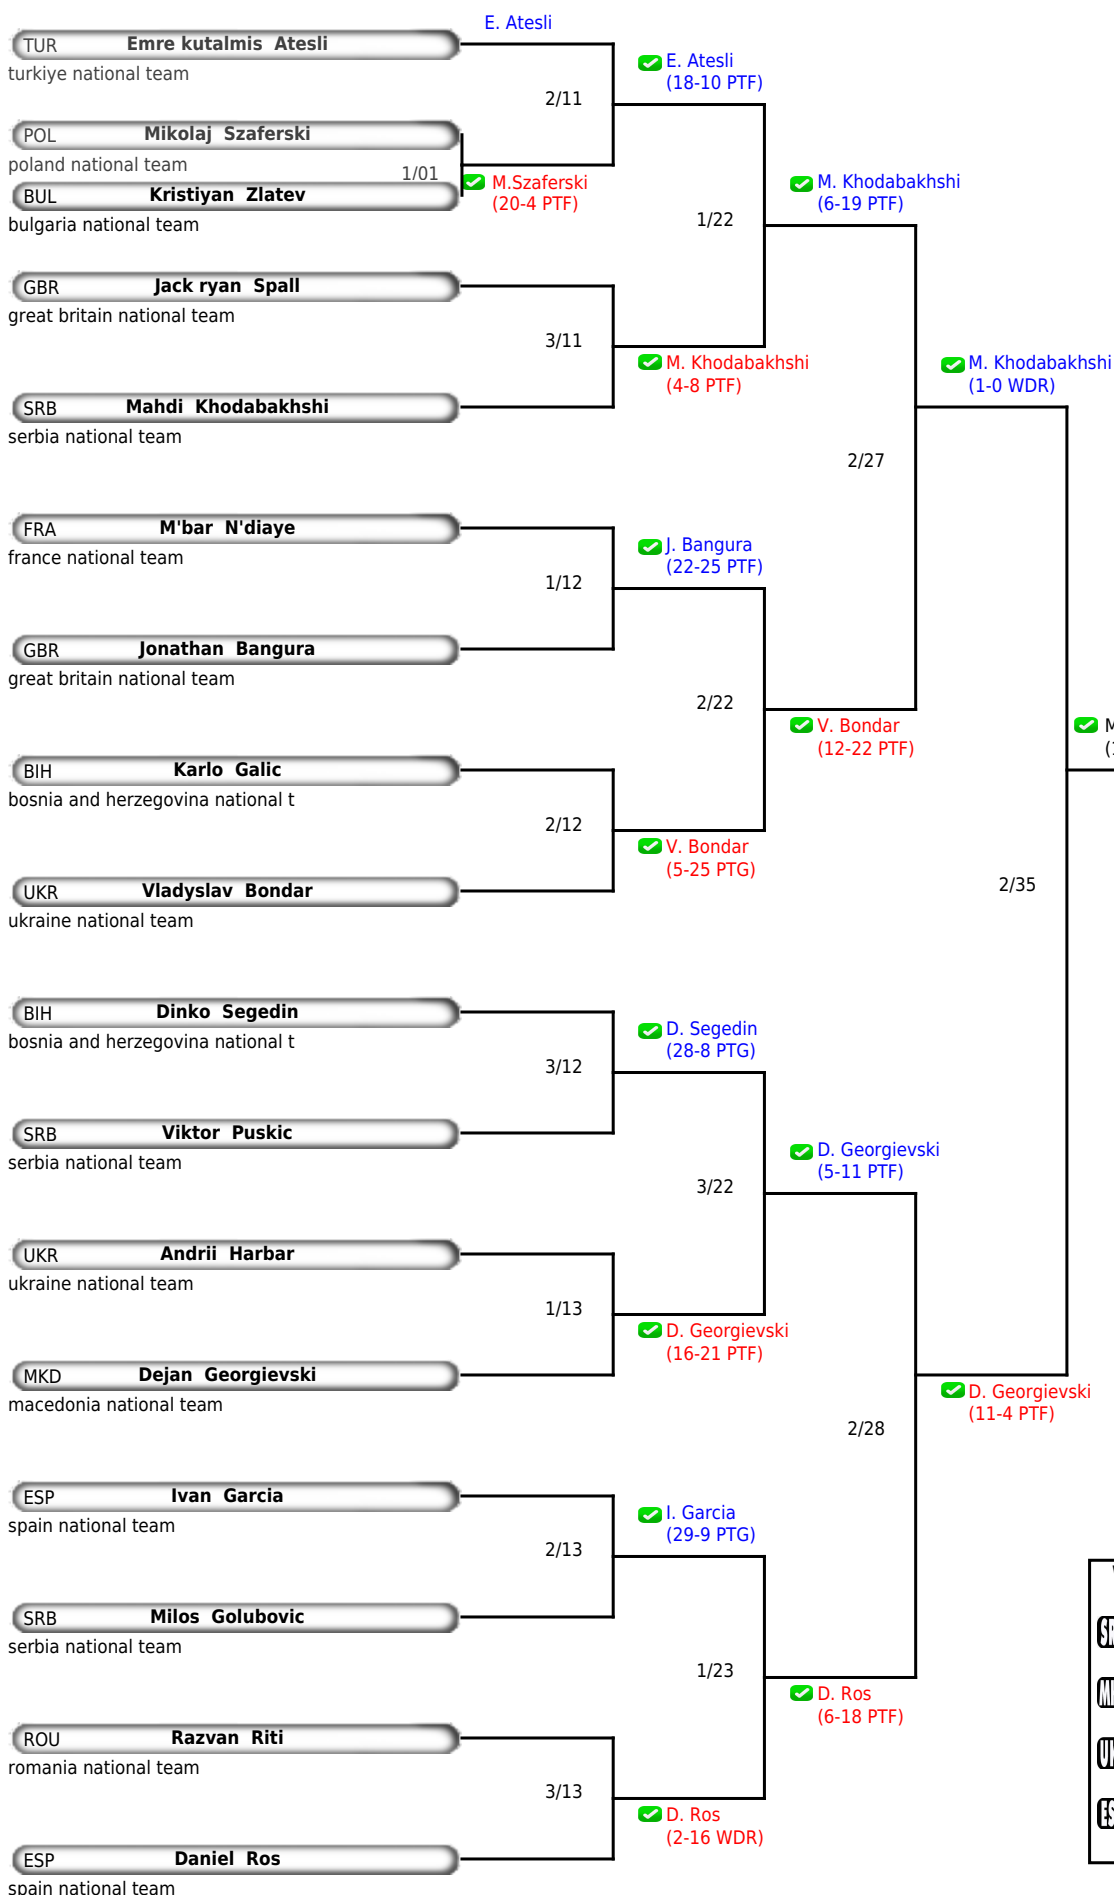 E. Atesli
TUR Emre kutalmis Atesli
turkiye national team
E. Atesli
(18-10 PTF)
2/11
POL Mikolaj Szaferski
poland national team
1/01
M.Szaferski
(20-4 PTF)
BUL Kristiyan Zlatev
bulgaria national team
M. Khodabakhshi
(6-19 PTF)
1/22
GBR Jack ryan Spall
great britain national team
3/11
M. Khodabakhshi
(4-8 PTF)
M. Khodabakhshi
(1-0 WDR)
SRB Mahdi Khodabakhshi
serbia national team
2/27
FRA M'bar N'diaye
france national team
J. Bangura
(22-25 PTF)
1/12
GBR Jonathan Bangura
great britain national team
2/22
V. Bondar
(12-22 PTF)
M
(1
BIH Karlo Galic
bosnia and herzegovina national t
2/12
V. Bondar
(5-25 PTG)
UKR Vladyslav Bondar
ukraine national team
2/35
BIH Dinko Segedin
bosnia and herzegovina national t
D. Segedin
(28-8 PTG)
3/12
SRB Viktor Puskic
serbia national team
D. Georgievski
(5-11 PTF)
3/22
UKR Andrii Harbar
ukraine national team
1/13
D. Georgievski
(16-21 PTF)
MKD Dejan Georgievski
macedonia national team
D. Georgievski
(11-4 PTF)
2/28
ESP Ivan Garcia
spain national team
I. Garcia
(29-9 PTG)
2/13
SRB Milos Golubovic
serbia national team
1/23
D. Ros
(6-18 PTF)
ROU Razvan Riti
romania national team
3/13
D. Ros
(2-16 WDR)
ESP Daniel Ros
spain national team